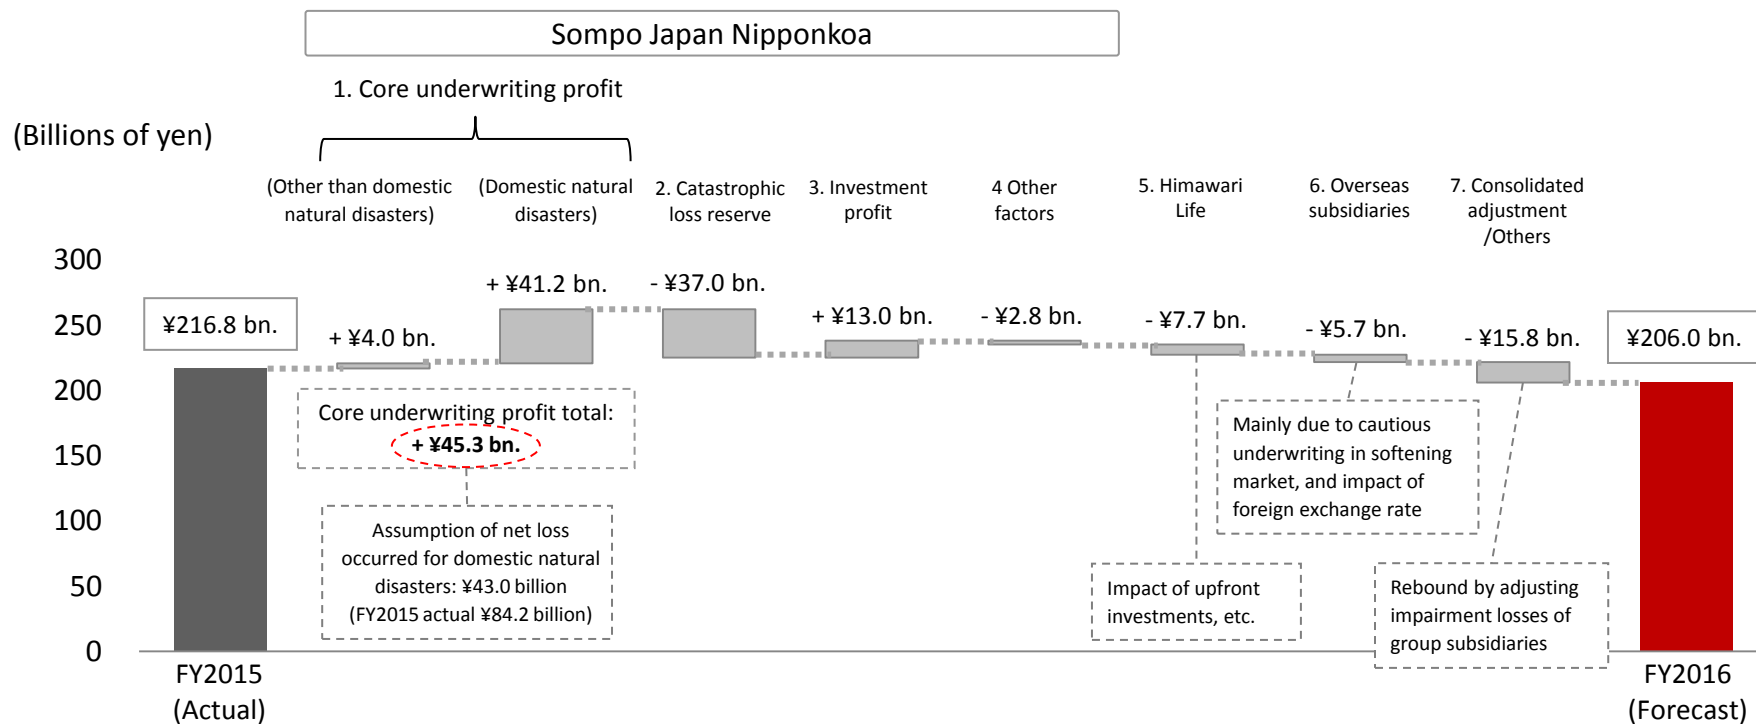 Sompo Japan Nipponkoa
1. Core underwriting profit
(Billions of yen)
(Other than domestic
natural disasters)
(Domestic natural
disasters)
2. Catastrophic
loss reserve
3. Investment
profit
4 Other
factors
5. Himawari
Life
6. Overseas
subsidiaries
7. Consolidated
adjustment
/Others
300
250
200
150
100
50
0
¥216.8 bn.
+ ¥4.0 bn.
+ ¥41.2 bn.
- ¥37.0 bn.
+ ¥13.0 bn.
- ¥2.8 bn.
- ¥7.7 bn.
- ¥5.7 bn.
- ¥15.8 bn.
¥206.0 bn.
Core underwriting profit total:
+ ¥45.3 bn.
Assumption of net loss
occurred for domestic natural
disasters: ¥43.0 billion
(FY2015 actual ¥84.2 billion)
Impact of upfront
investments, etc.
Mainly due to cautious
underwriting in softening
market, and impact of
foreign exchange rate
Rebound by adjusting
impairment losses of
group subsidiaries
FY2015
(Actual)
FY2016
(Forecast)